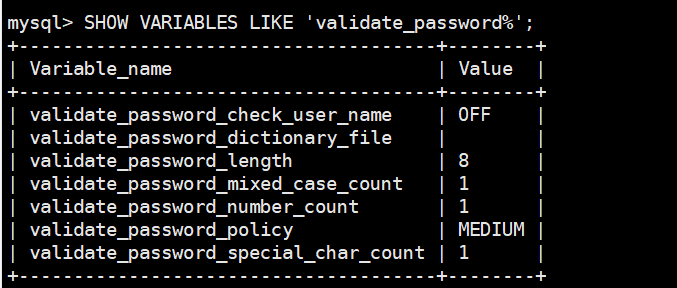 mysql> SHOW VARIABLES LIKE 'validate_password%';
+--------------------------------------+--------+
| Variable_name                        | Value  |
+--------------------------------------+--------+
| validate_password_check_user_name    | OFF    |
| validate_password_dictionary_file    |        |
| validate_password_length             | 8      |
| validate_password_mixed_case_count   | 1      |
| validate_password_number_count       | 1      |
| validate_password_policy             | MEDIUM |
| validate_password_special_char_count | 1      |
+--------------------------------------+--------+